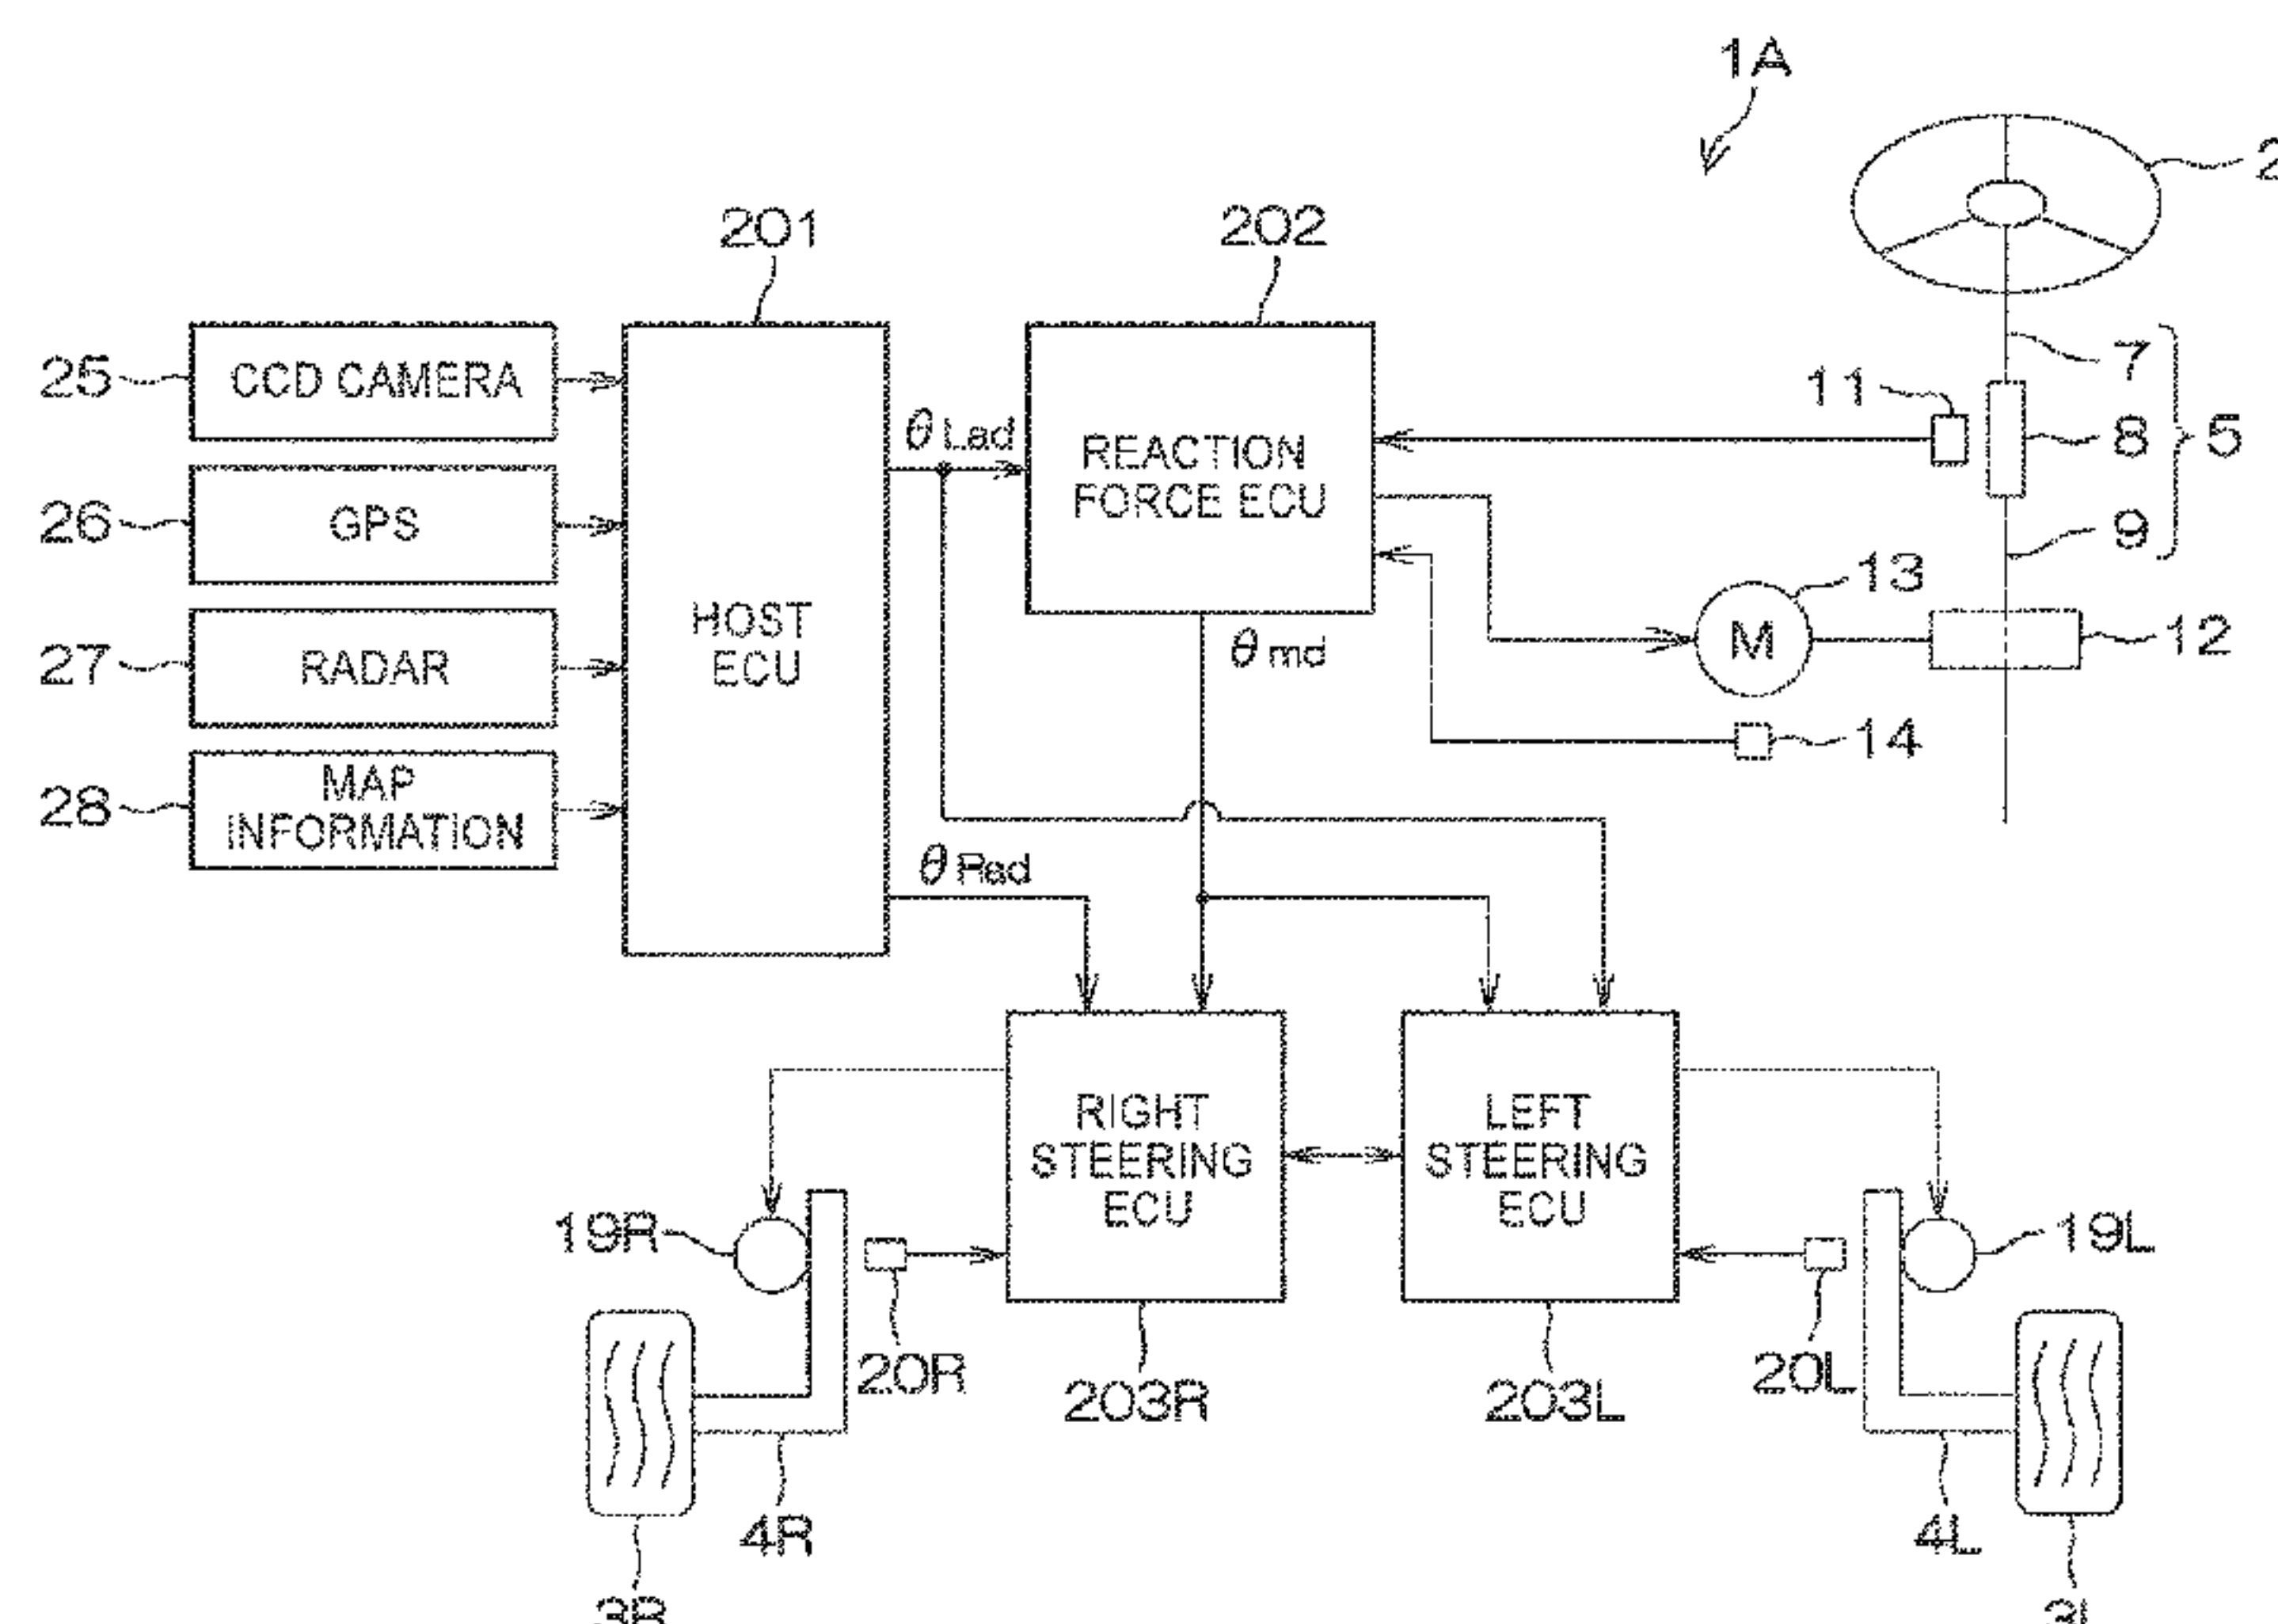 1A
2
201
202
25
CCD CAMERA
26
GPS
27
RADAR
28
MAP
INFORMATION
HOST
ECU
θ Lad
θ Rad
REACTION
FORCE ECU
θ md
11
7
8
5
9
13
M
12
14
RIGHT
STEERING
ECU
LEFT
STEERING
ECU
19R
20R
203R
203L
20L
19L
4R
4L
3R
3L